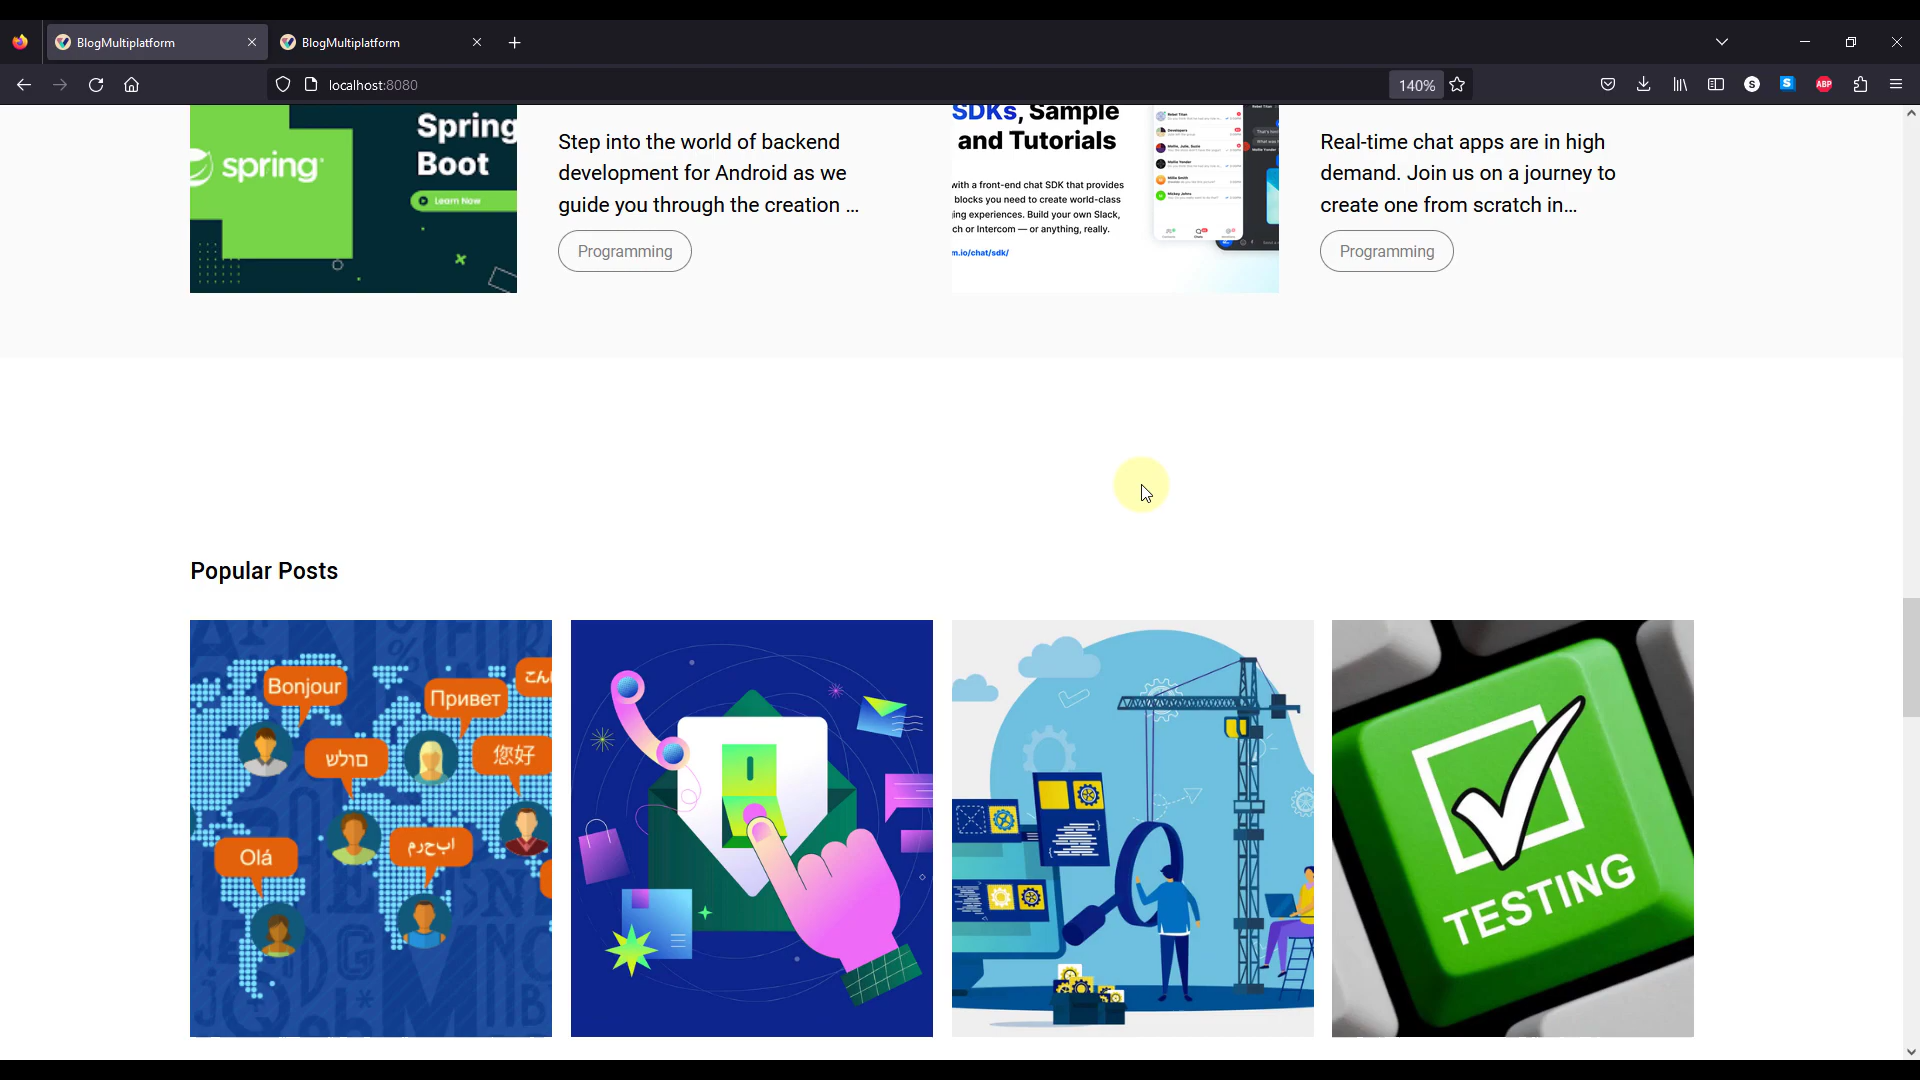 BlogMultiplatform
BlogMultiplatform
localhost:8080
140%
S
S
ABP
spring
Spring
Boot
Learn Now
Step into the world of backend
development for Android as we
guide you through the creation ...
Programming
SDKs, Sample
and Tutorials
with a front-end chat SDK that provides
blocks you need to create world-class
ging experiences. Build your own Slack,
ch or Intercom — or anything, really.
m.io/chat/sdk/
Real-time chat apps are in high
demand. Join us on a journey to
create one from scratch in...
Programming
Popular Posts
Bonjour
Привет
こん
שלום
您好
Olá
مرحبا
TESTING